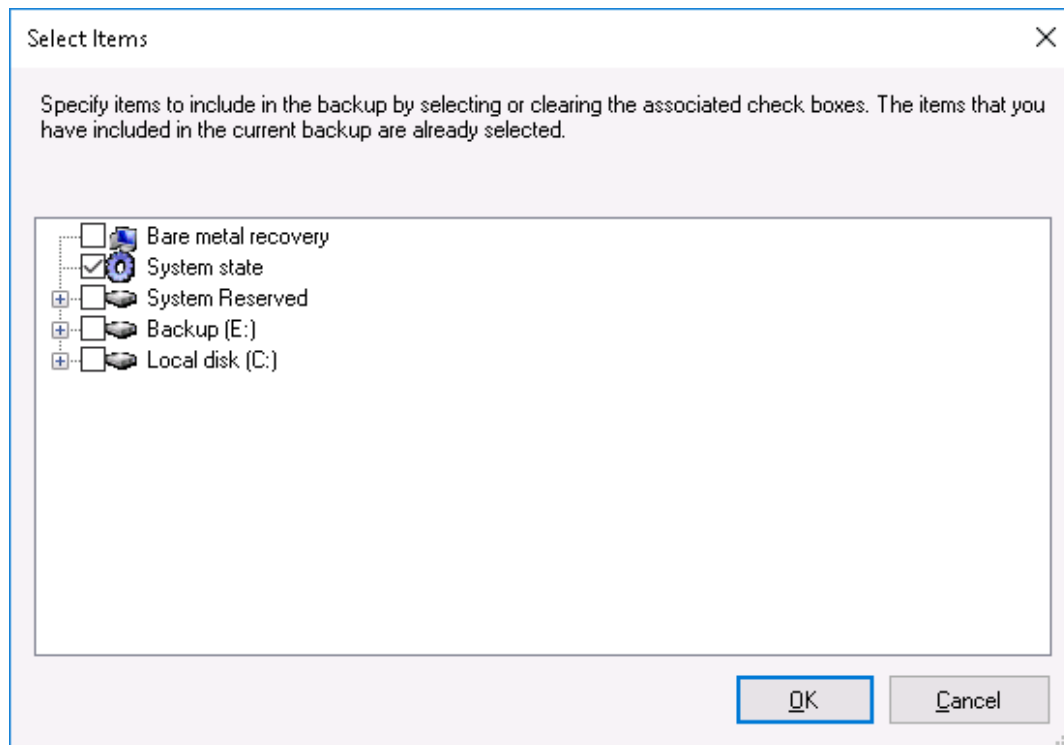 Select Items
Specify items to include in the backup by selecting or clearing the associated check boxes. The items that you
have included in the current backup are already selected.
Bare metal recovery
System state
System Reserved
Backup (E:)
Local disk (C:)
OK
Cancel